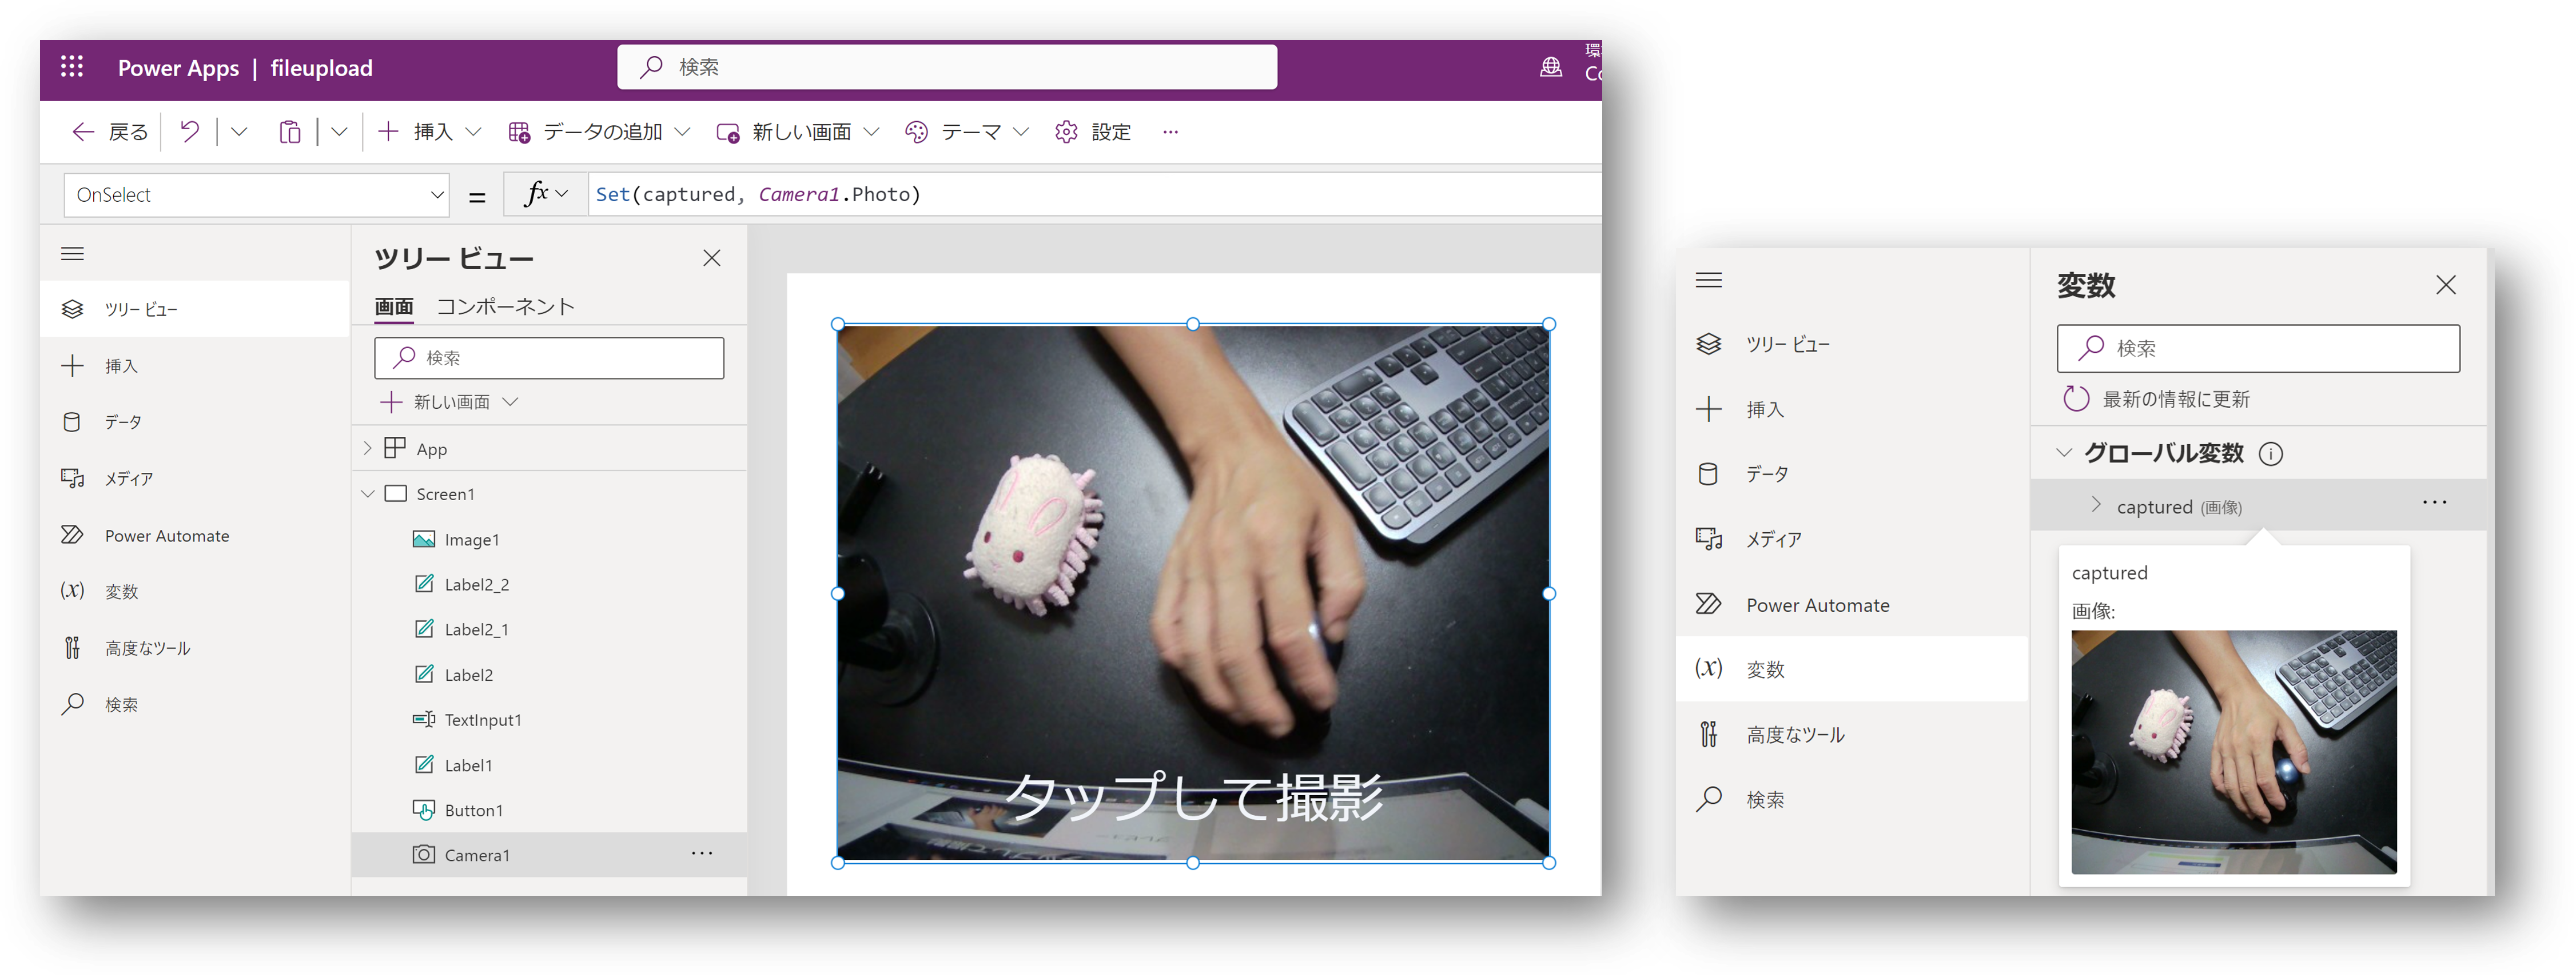 Power Apps | fileupload
検索
環
Co
戻る
挿入
データの追加
新しい画面
テーマ
設定
OnSelect
=
fx
Set(captured, Camera1.Photo)
ツリー ビュー
挿入
データ
メディア
Power Automate
(x) 変数
高度なツール
検索
ツリー ビュー
画面 コンポーネント
検索
新しい画面
App
Screen1
Image1
Label2_2
Label2_1
Label2
TextInput1
Label1
Button1
Camera1
タップして撮影
ツリー ビュー
挿入
データ
メディア
Power Automate
(x) 変数
高度なツール
検索
変数
検索
最新の情報に更新
グローバル変数
captured (画像)
captured
画像: